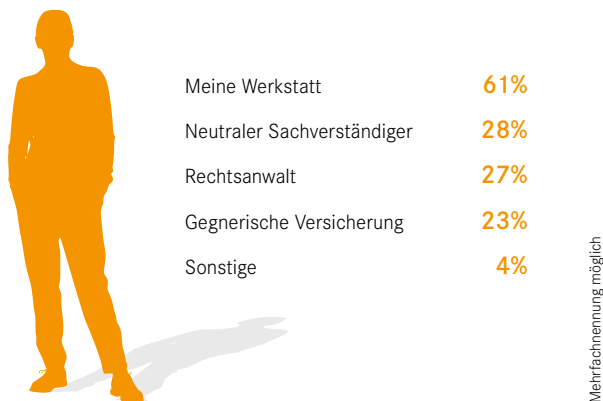 Meine Werkstatt 61%
Neutraler Sachverständiger 28%
Rechtsanwalt 27%
Gegnerische Versicherung 23%
Sonstige 4%
Mehrfachnennung möglich